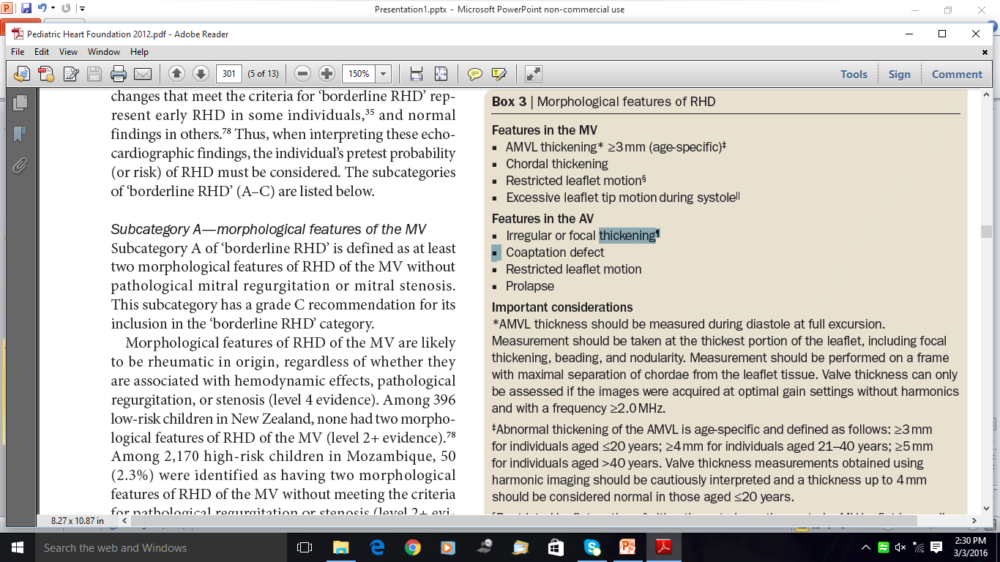 Presentation1.pptx - Microsoft PowerPoint non-commercial use
Pediatric Heart Foundation 2012.pdf - Adobe Reader
File Edit View Window Help
301 (5 of 13) 150% Tools Sign Comment
changes that meet the criteria for ‘borderline RHD’ rep-
resent early RHD in some individuals,³⁵ and normal
findings in others.⁷⁸ Thus, when interpreting these echo-
cardiographic findings, the individual’s pretest probability
(or risk) of RHD must be considered. The subcategories
of ‘borderline RHD’ (A–C) are listed below.
Subcategory A—morphological features of the MV
Subcategory A of ‘borderline RHD’ is defined as at least
two morphological features of RHD of the MV without
pathological mitral regurgitation or mitral stenosis.
This subcategory has a grade C recommendation for its
inclusion in the ‘borderline RHD’ category.
Morphological features of RHD of the MV are likely
to be rheumatic in origin, regardless of whether they
are associated with hemodynamic effects, pathological
regurgitation, or stenosis (level 4 evidence). Among 396
low-risk children in New Zealand, none had two morpho-
logical features of RHD of the MV (level 2+ evidence).⁷⁸
Among 2,170 high-risk children in Mozambique, 50
(2.3%) were identified as having two morphological
features of RHD of the MV without meeting the criteria
for pathological regurgitation or stenosis (level 2+ evi-
Box 3 | Morphological features of RHD
Features in the MV
▪ AMVL thickening* ≥3 mm (age-specific)‡
▪ Chordal thickening
▪ Restricted leaflet motion§
▪ Excessive leaflet tip motion during systole||
Features in the AV
▪ Irregular or focal thickening¶
▪ Coaptation defect
▪ Restricted leaflet motion
▪ Prolapse
Important considerations
*AMVL thickness should be measured during diastole at full excursion.
Measurement should be taken at the thickest portion of the leaflet, including focal
thickening, beading, and nodularity. Measurement should be performed on a frame
with maximal separation of chordae from the leaflet tissue. Valve thickness can only
be assessed if the images were acquired at optimal gain settings without harmonics
and with a frequency ≥2.0 MHz.
‡Abnormal thickening of the AMVL is age-specific and defined as follows: ≥3 mm
for individuals aged ≤20 years; ≥4 mm for individuals aged 21–40 years; ≥5 mm
for individuals aged >40 years. Valve thickness measurements obtained using
harmonic imaging should be cautiously interpreted and a thickness up to 4 mm
should be considered normal in those aged ≤20 years.
8.27 x 10.87 in
Search the web and Windows
2:30 PM
3/3/2016